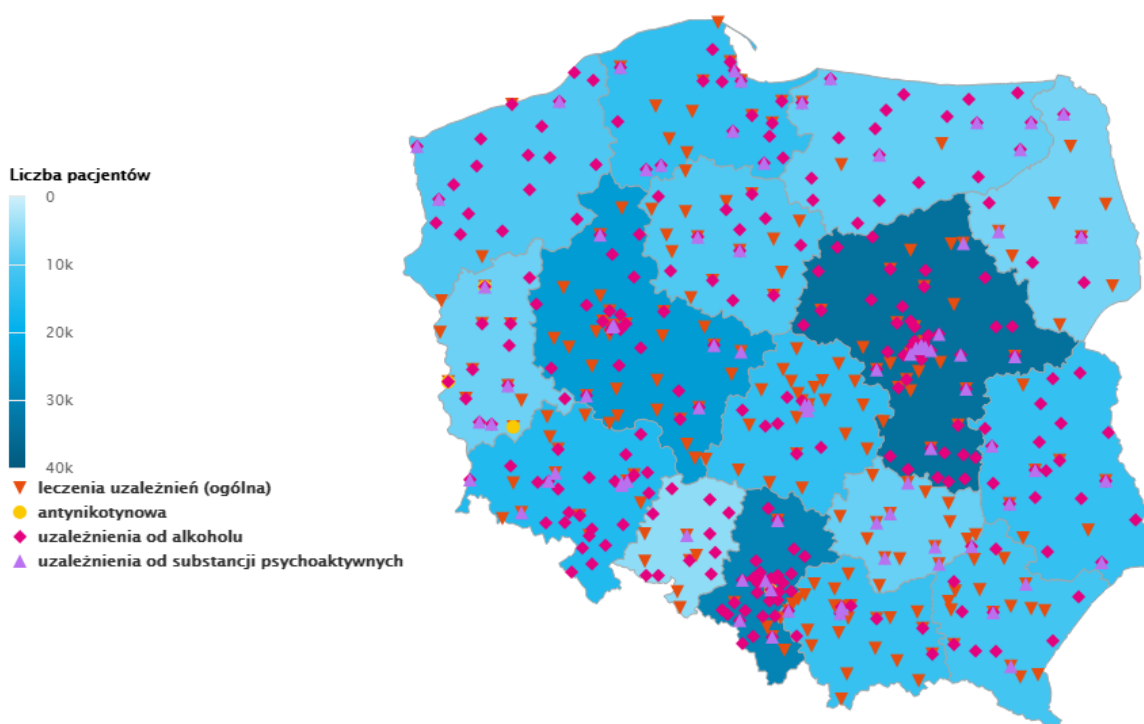 Liczba pacjentów
0
10k
20k
30k
40k
leczenia uzależnień (ogólna)
antynikotynowa
uzależnienia od alkoholu
uzależnienia od substancji psychoaktywnych